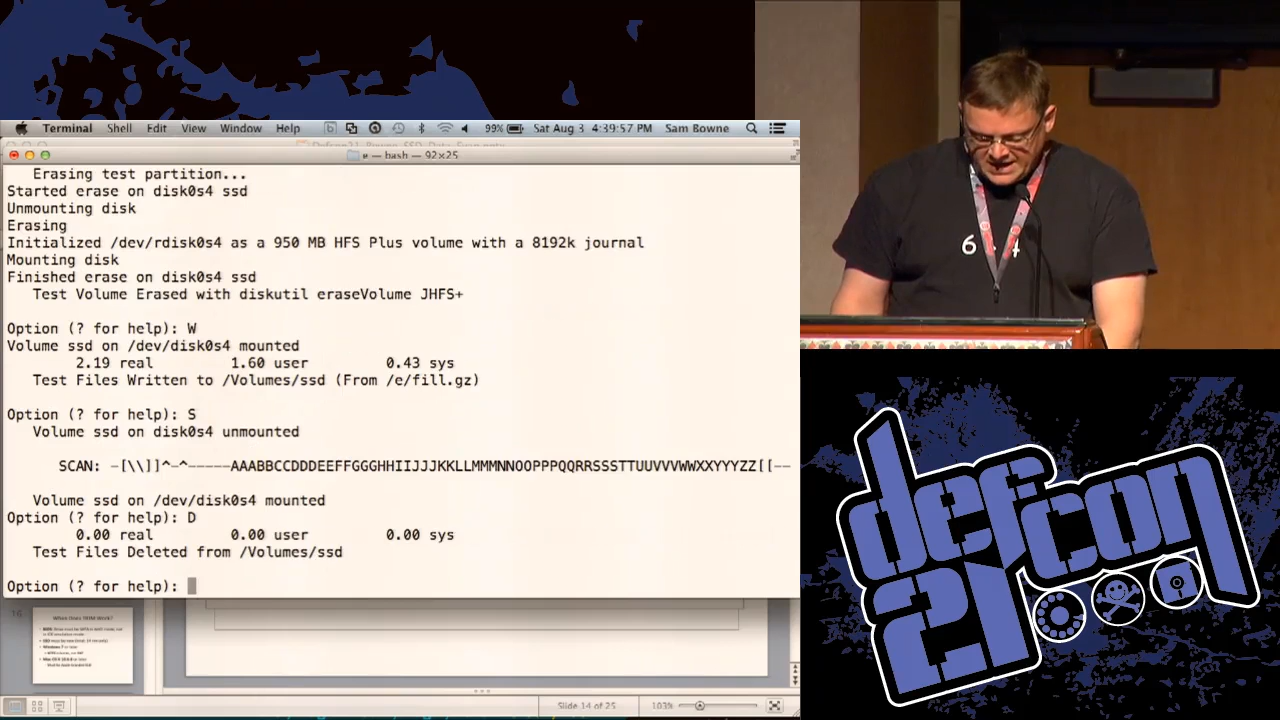 Terminal Shell Edit View Window Help 99% Sat Aug 3 4:39:57 PM Sam Bowne
e — bash — 92×25
Erasing test partition...
Started erase on disk0s4 ssd
Unmounting disk
Erasing
Initialized /dev/rdisk0s4 as a 950 MB HFS Plus volume with a 8192k journal
Mounting disk
Finished erase on disk0s4 ssd
Test Volume Erased with diskutil eraseVolume JHFS+
Option (? for help): W
Volume ssd on /dev/disk0s4 mounted
2.19 real 1.60 user 0.43 sys
Test Files Written to /Volumes/ssd (From /e/fill.gz)
Option (? for help): S
Volume ssd on disk0s4 unmounted
SCAN: -[\\]]^-^-----AAABBCCDDDEEFFGGGHHIIJJJKKLLMMMNNOOPPPQQRRSSSTTUUVVVWWXXYYYZZ[[--
Volume ssd on /dev/disk0s4 mounted
Option (? for help): D
0.00 real 0.00 user 0.00 sys
Test Files Deleted from /Volumes/ssd
Option (? for help):
16
When Does TRIM Work?
Slide 14 of 25 103%
defcon
21